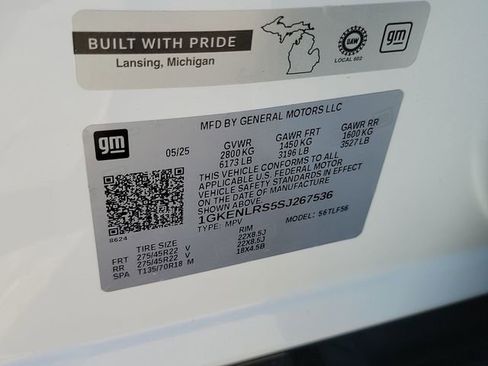 BUILT WITH PRIDE
Lansing, Michigan
UAW
LOCAL 602
gm
gm
MFD BY GENERAL MOTORS LLC
05/25 GVWR GAWR FRT GAWR RR
2800 KG 1450 KG 1600 KG
6173 LB 3196 LB 3527 LB
THIS VEHICLE CONFORMS TO ALL
APPLICABLE U.S. FEDERAL MOTOR VEHICLE
SAFETY, BUMPER, AND THEFT
PREVENTION STANDARDS IN EFFECT
ON THE DATE OF MANUFACTURE
SHOWN ABOVE.
1GKENLRS5SJ267536
TYPE: MPV MODEL: 56TLF56
8624
TIRE SIZE RIM
FRT 275/45R22 V 22X8.5J
RR 275/45R22 V 22X8.5J
SPA T135/70R18 M 18X4.5B